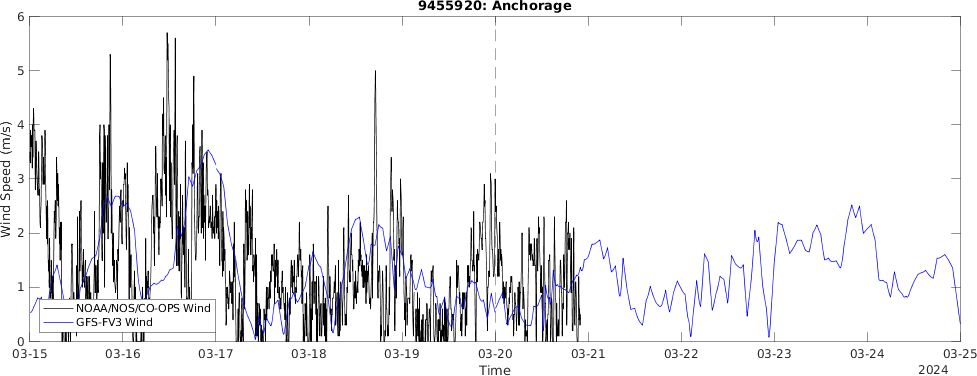 9455920: Anchorage
Wind Speed (m/s)
6
5
4
3
2
1
0
NOAA/NOS/CO-OPS Wind
GFS-FV3 Wind
03-15 03-16 03-17 03-18 03-19 03-20 03-21 03-22 03-23 03-24 03-25
Time
2024